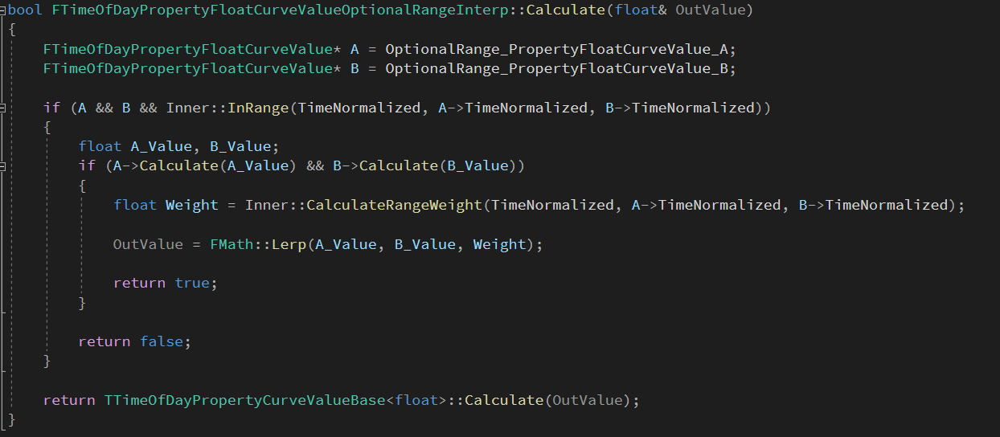 bool FTimeOfDayPropertyFloatCurveValueOptionalRangeInterp::Calculate(float& OutValue)
{
    FTimeOfDayPropertyFloatCurveValue* A = OptionalRange_PropertyFloatCurveValue_A;
    FTimeOfDayPropertyFloatCurveValue* B = OptionalRange_PropertyFloatCurveValue_B;
    if (A && B && Inner::InRange(TimeNormalized, A->TimeNormalized, B->TimeNormalized))
    {
        float A_Value, B_Value;
        if (A->Calculate(A_Value) && B->Calculate(B_Value))
        {
            float Weight = Inner::CalculateRangeWeight(TimeNormalized, A->TimeNormalized, B->TimeNormalized);
            OutValue = FMath::Lerp(A_Value, B_Value, Weight);
            return true;
        }
        return false;
    }
    return TTimeOfDayPropertyCurveValueBase<float>::Calculate(OutValue);
}